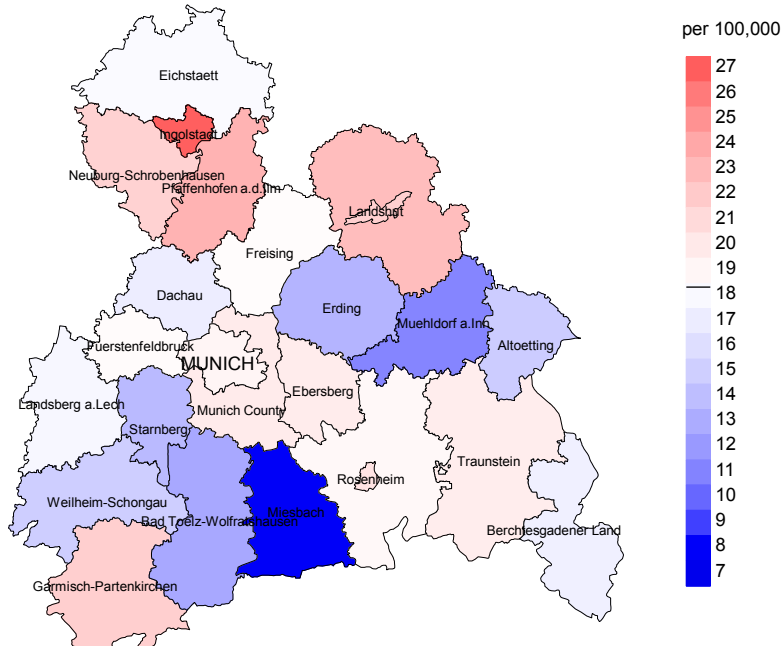 per 100,000
27
26
25
24
23
22
21
20
19
18
17
16
15
14
13
12
11
10
9
8
7
Eichstaett
Ingolstadt
Neuburg-Schrobenhausen
Pfaffenhofen a.d.Ilm
Landshut
Freising
Dachau
Erding
Muehldorf a.Inn
Altoetting
Fuerstenfeldbruck
MUNICH
Ebersberg
Landsberg a.Lech
Munich County
Starnberg
Traunstein
Rosenheim
Weilheim-Schongau
Miesbach
Bad Toelz-Wolfratshausen
Berchtesgadener Land
Garmisch-Partenkirchen